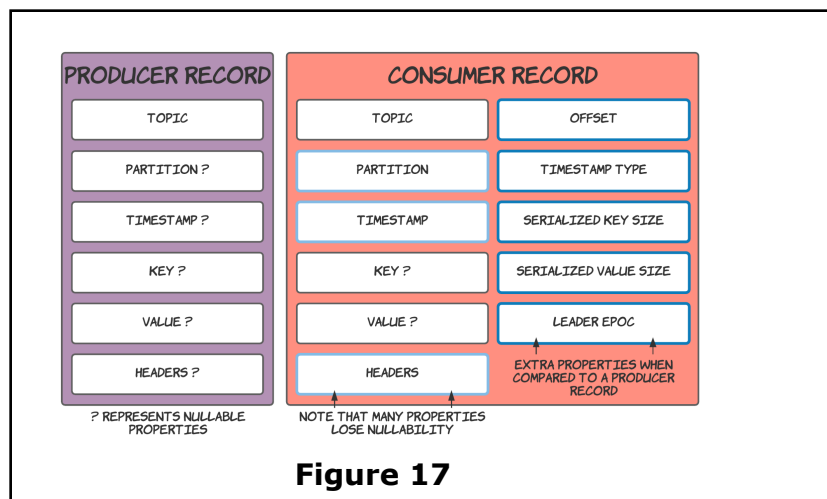 PRODUCER RECORD
TOPIC
PARTITION ?
TIMESTAMP ?
KEY ?
VALUE ?
HEADERS ?
? REPRESENTS NULLABLE
PROPERTIES
CONSUMER RECORD
TOPIC
PARTITION
TIMESTAMP
KEY ?
VALUE ?
HEADERS
NOTE THAT MANY PROPERTIES
LOSE NULLABILITY
OFFSET
TIMESTAMP TYPE
SERIALIZED KEY SIZE
SERIALIZED VALUE SIZE
LEADER EPOC
EXTRA PROPERTIES WHEN
COMPARED TO A PRODUCER
RECORD
Figure 17